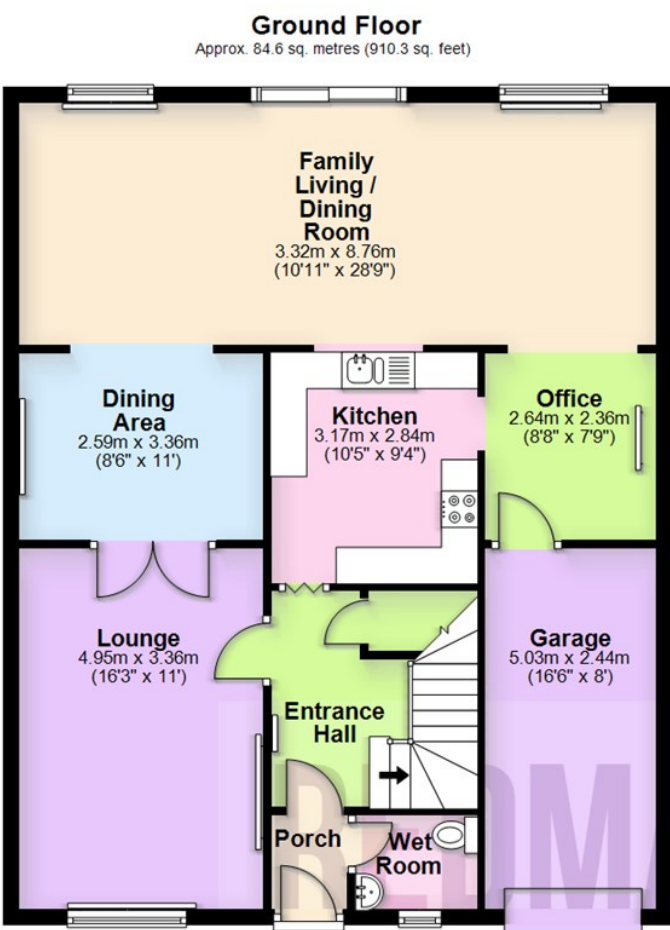 Ground Floor
Approx. 84.6 sq. metres (910.3 sq. feet)
Family
Living /
Dining
Room
3.32m x 8.76m
(10'11" x 28'9")
Dining
Area
2.59m x 3.36m
(8'6" x 11')
Kitchen
3.17m x 2.84m
(10'5" x 9'4")
Office
2.64m x 2.36m
(8'8" x 7'9")
Lounge
4.95m x 3.36m
(16'3" x 11')
Garage
5.03m x 2.44m
(16'6" x 8')
Entrance
Hall
Porch
Wet
Room